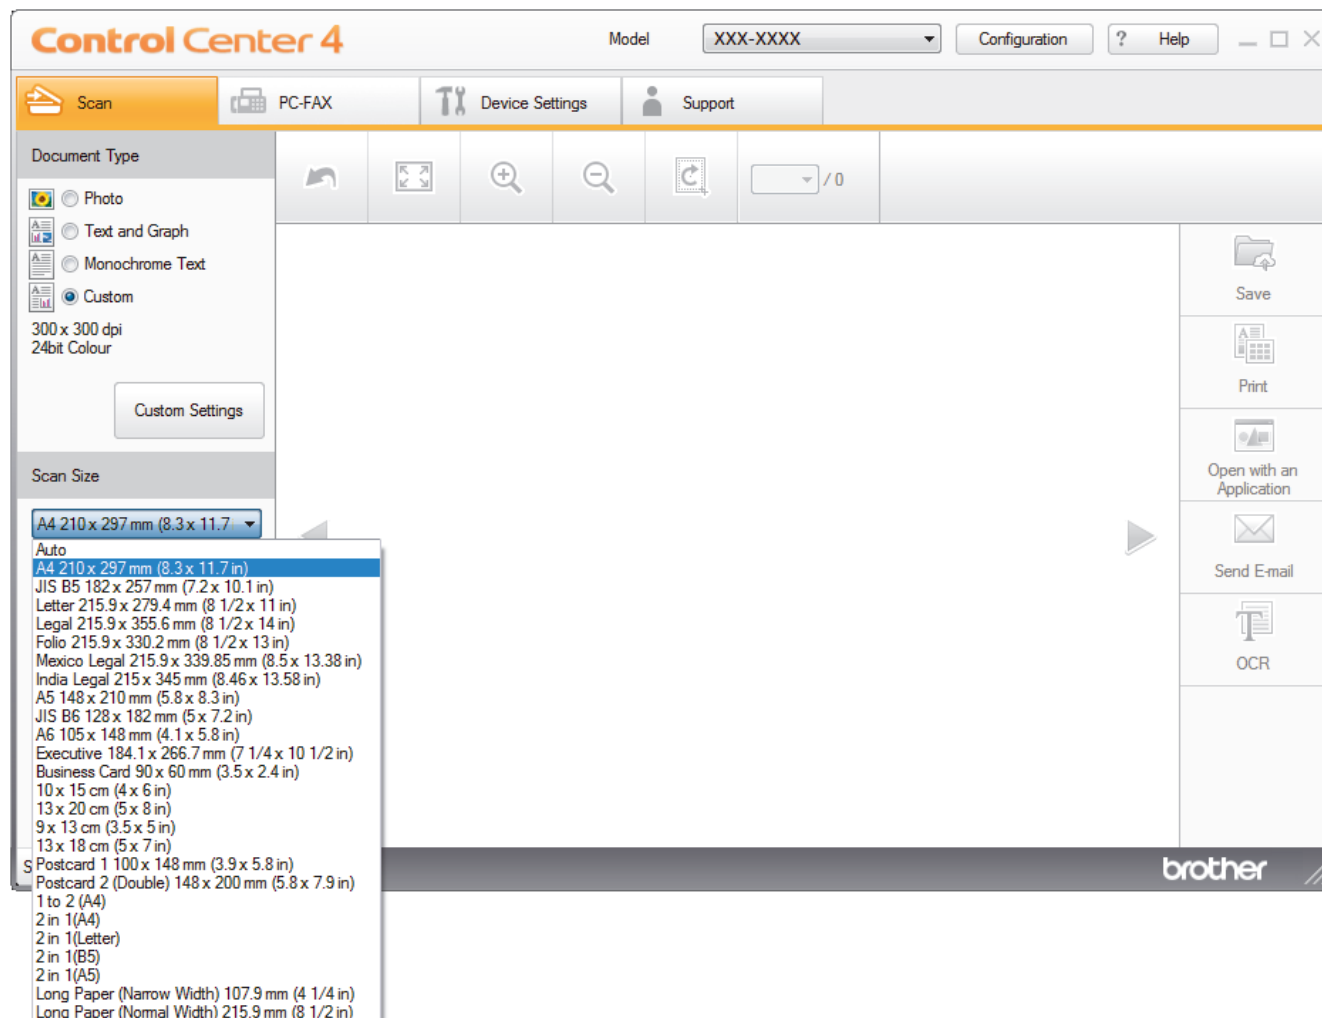 Control Center 4
Model
XXX-XXXX
Configuration
? Help
Scan
PC-FAX
Device Settings
Support
Document Type
/ 0
Photo
Text and Graph
Monochrome Text
Custom
300 x 300 dpi
24bit Colour
Custom Settings
Scan Size
A4 210 x 297 mm (8.3 x 11.7
Auto
A4 210 x 297 mm (8.3 x 11.7 in)
JIS B5 182 x 257 mm (7.2 x 10.1 in)
Letter 215.9 x 279.4 mm (8 1/2 x 11 in)
Legal 215.9 x 355.6 mm (8 1/2 x 14 in)
Folio 215.9 x 330.2 mm (8 1/2 x 13 in)
Mexico Legal 215.9 x 339.85 mm (8.5 x 13.38 in)
India Legal 215 x 345 mm (8.46 x 13.58 in)
A5 148 x 210 mm (5.8 x 8.3 in)
JIS B6 128 x 182 mm (5 x 7.2 in)
A6 105 x 148 mm (4.1 x 5.8 in)
Executive 184.1 x 266.7 mm (7 1/4 x 10 1/2 in)
Business Card 90 x 60 mm (3.5 x 2.4 in)
10 x 15 cm (4 x 6 in)
13 x 20 cm (5 x 8 in)
9 x 13 cm (3.5 x 5 in)
13 x 18 cm (5 x 7 in)
Postcard 1 100 x 148 mm (3.9 x 5.8 in)
Postcard 2 (Double) 148 x 200 mm (5.8 x 7.9 in)
1 to 2 (A4)
2 in 1(A4)
2 in 1(Letter)
2 in 1(B5)
2 in 1(A5)
Long Paper (Narrow Width) 107.9 mm (4 1/4 in)
Long Paper (Normal Width) 215.9 mm (8 1/2 in)
Save
Print
Open with an
Application
Send E-mail
OCR
brother